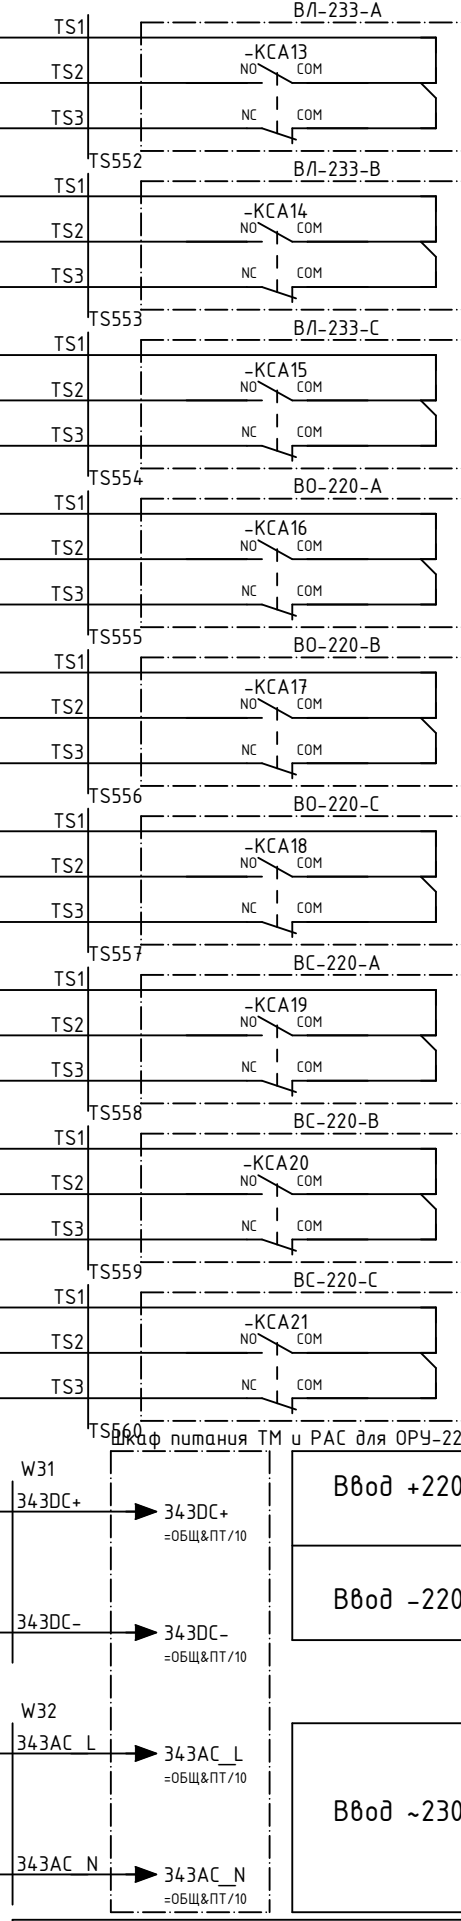 ВЛ-233-А
TS1
-KCA13
TS2 NO COM
TS3 NC COM
TS552
ВЛ-233-В
TS1
-KCA14
TS2 NO COM
TS3 NC COM
TS553
ВЛ-233-С
TS1
-KCA15
TS2 NO COM
TS3 NC COM
TS554
ВО-220-А
TS1
-KCA16
TS2 NO COM
TS3 NC COM
TS555
ВО-220-В
TS1
-KCA17
TS2 NO COM
TS3 NC COM
TS556
ВО-220-С
TS1
-KCA18
TS2 NO COM
TS3 NC COM
TS557
ВС-220-А
TS1
-KCA19
TS2 NO COM
TS3 NC COM
TS558
ВС-220-В
TS1
-KCA20
TS2 NO COM
TS3 NC COM
TS559
ВС-220-С
TS1
-KCA21
TS2 NO COM
TS3 NC COM
TS560
Шкаф питания ТМ и РАС для ОРУ-22
W31
343DC+ 343DC+ Ввод +220
=ОБЩ&ПТ/10
343DC- 343DC- Ввод -220
=ОБЩ&ПТ/10
W32
343AC_L 343AC_L
=ОБЩ&ПТ/10
Ввод ~230
343AC_N 343AC_N
=ОБЩ&ПТ/10